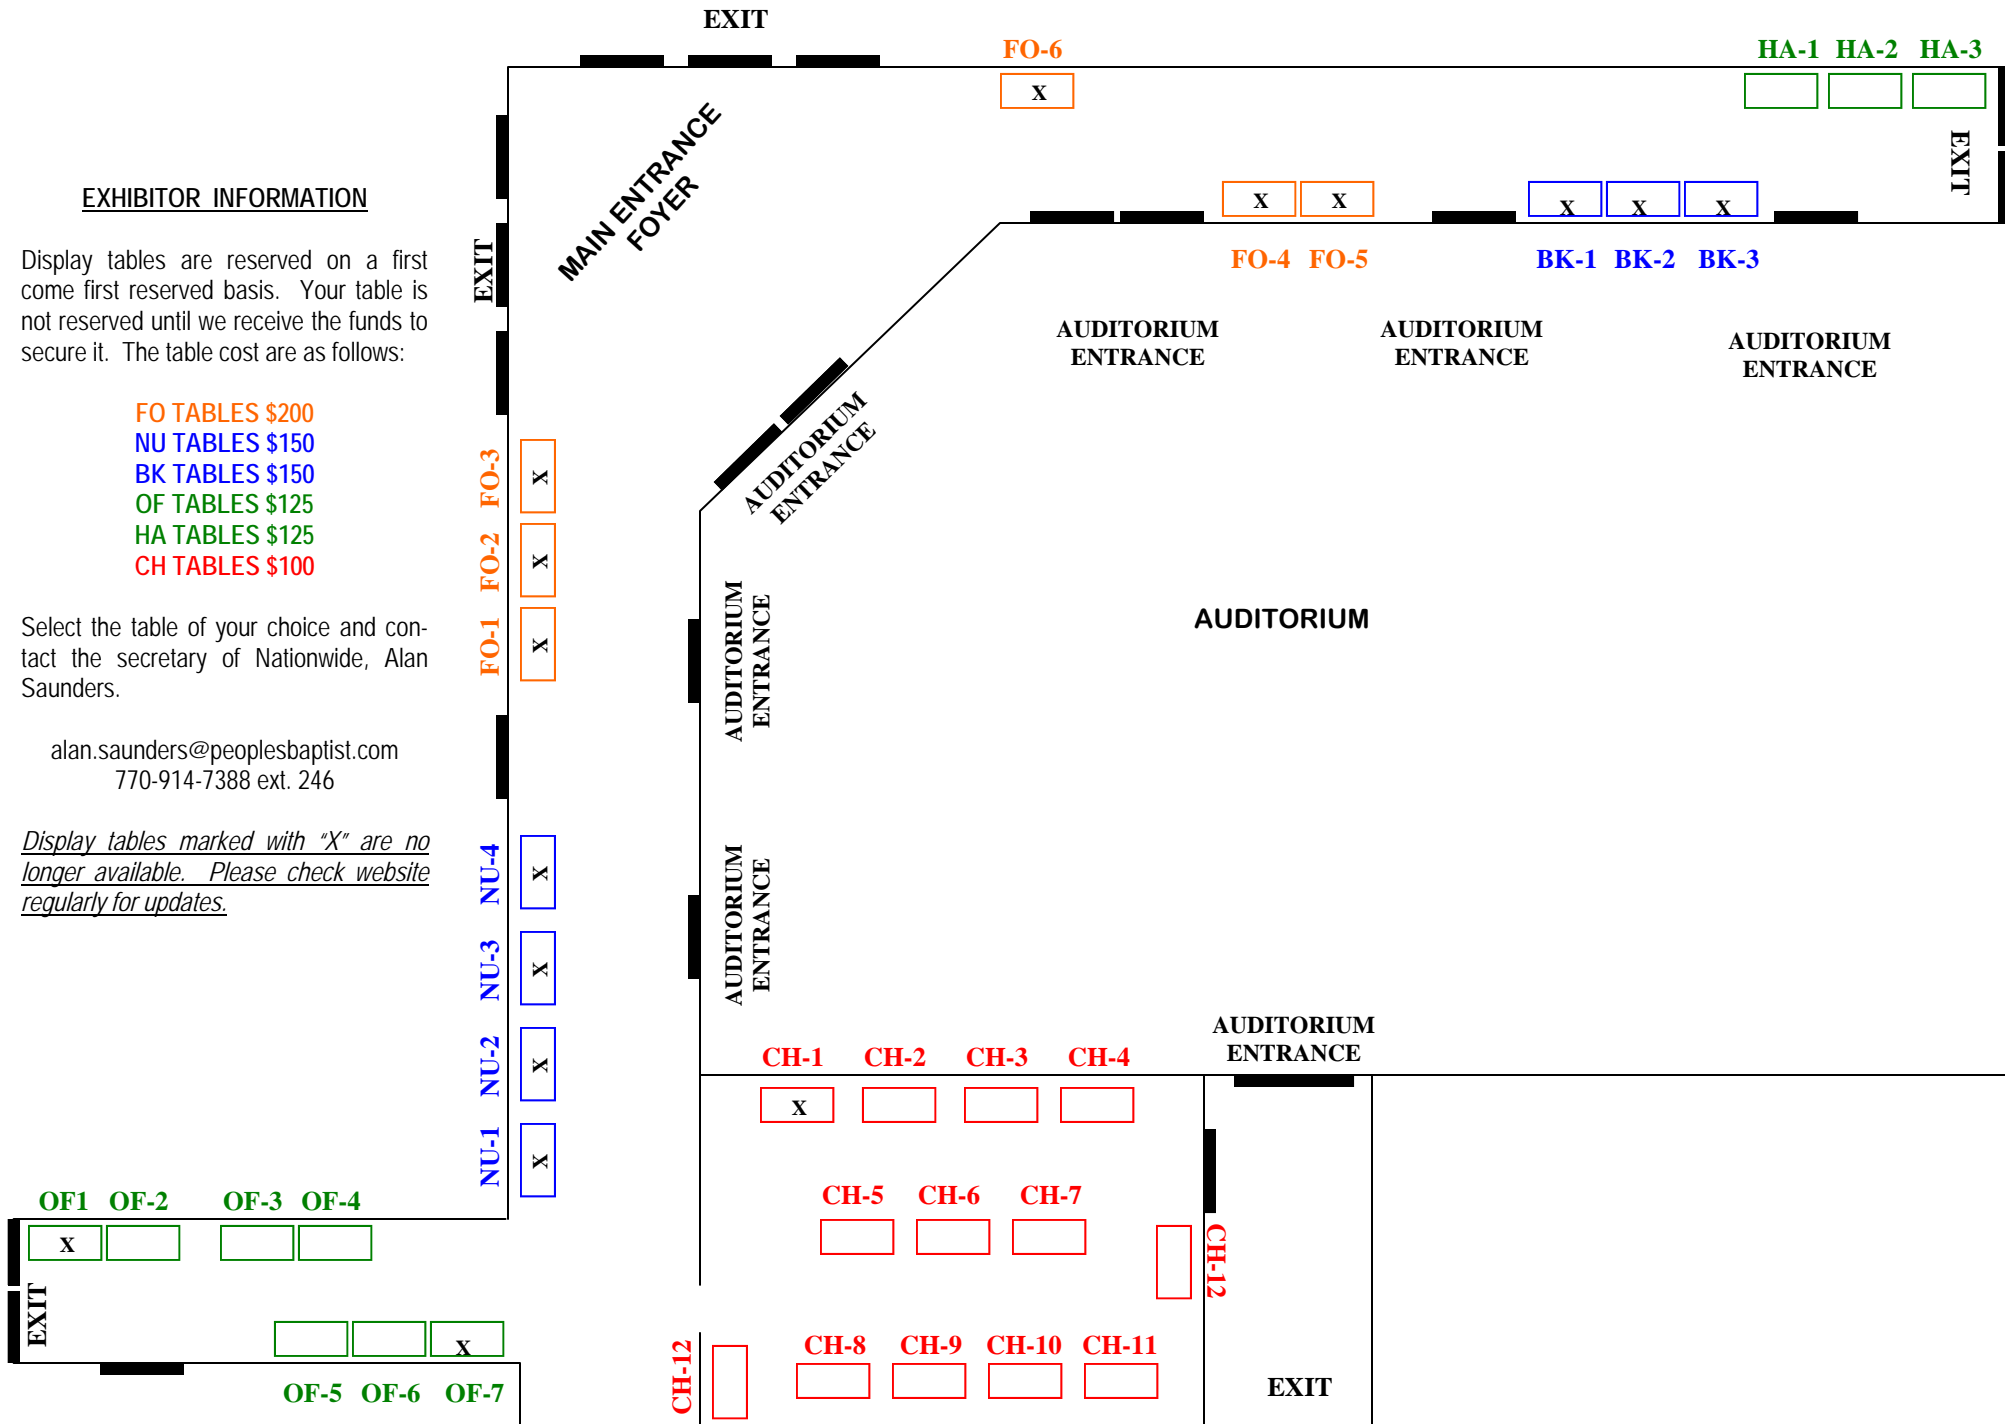 EXIT
FO-6
HA-1 HA-2 HA-3
X
EXIT
MAIN ENTRANCE
FOYER
X X
X X X
FO-4 FO-5
BK-1 BK-2 BK-3
AUDITORIUM
ENTRANCE
AUDITORIUM
ENTRANCE
AUDITORIUM
ENTRANCE
EXHIBITOR INFORMATION
Display tables are reserved on a first
come first reserved basis. Your table is
not reserved until we receive the funds to
secure it. The table cost are as follows:
FO TABLES $200
NU TABLES $150
BK TABLES $150
OF TABLES $125
HA TABLES $125
CH TABLES $100
Select the table of your choice and con-
tact the secretary of Nationwide, Alan
Saunders.
alan.saunders@peoplesbaptist.com
770-914-7388 ext. 246
Display tables marked with “X” are no
longer available. Please check website
regularly for updates.
EXIT
FO-3
X
FO-2
X
FO-1
X
AUDITORIUM
ENTRANCE
AUDITORIUM
ENTRANCE
AUDITORIUM
AUDITORIUM
ENTRANCE
NU-4
X
NU-3
X
NU-2
X
NU-1
X
AUDITORIUM
ENTRANCE
CH-1 CH-2 CH-3 CH-4
X
CH-5 CH-6 CH-7
CH-12
CH-8 CH-9 CH-10 CH-11
CH-12
EXIT
OF1 OF-2 OF-3 OF-4
X
EXIT
X
OF-5 OF-6 OF-7